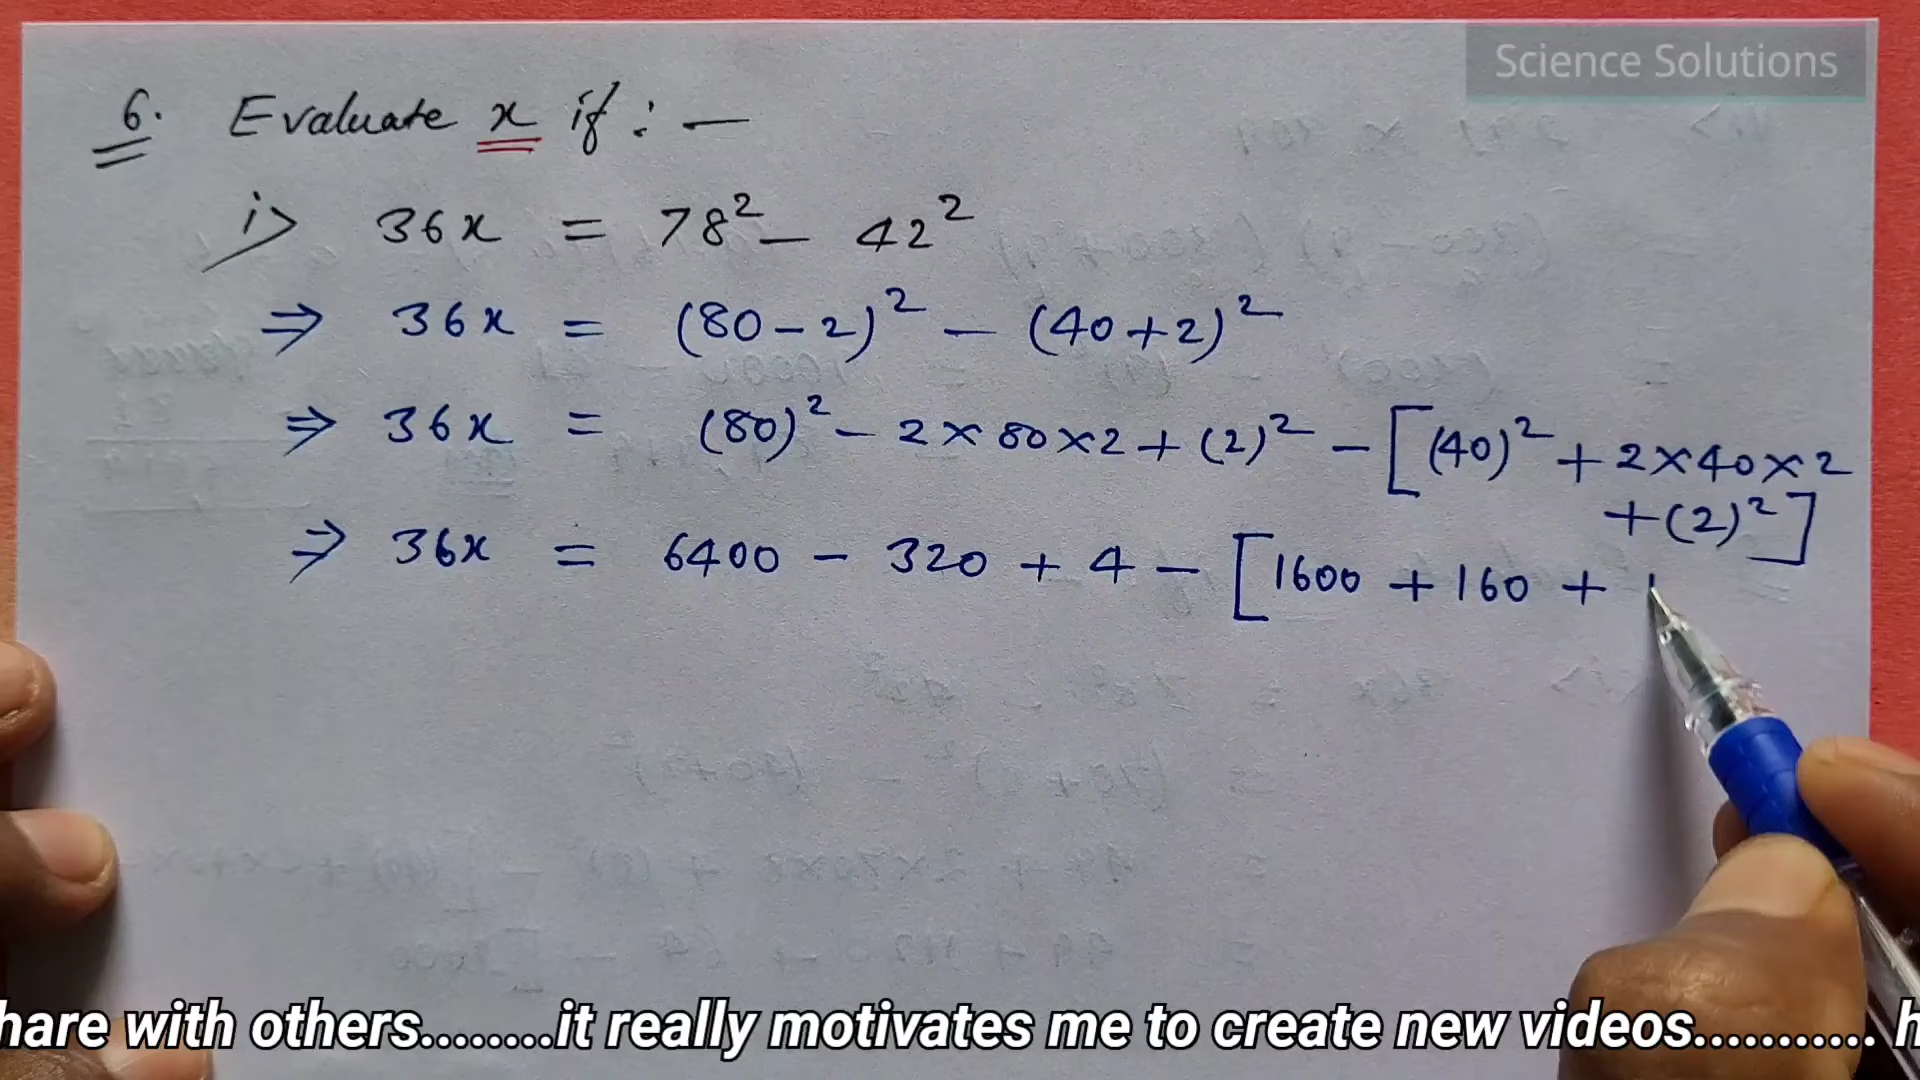 Science Solutions
6. Evaluate x if : —
i> 36x = 78² - 42²
⇒ 36x = (80-2)² - (40+2)²
⇒ 36x = (80)² - 2×80×2 + (2)² - [(40)² + 2×40×2
+ (2)²]
⇒ 36x = 6400 - 320 + 4 - [1600 + 160 +
hare with others........it really motivates me to create new videos........... h